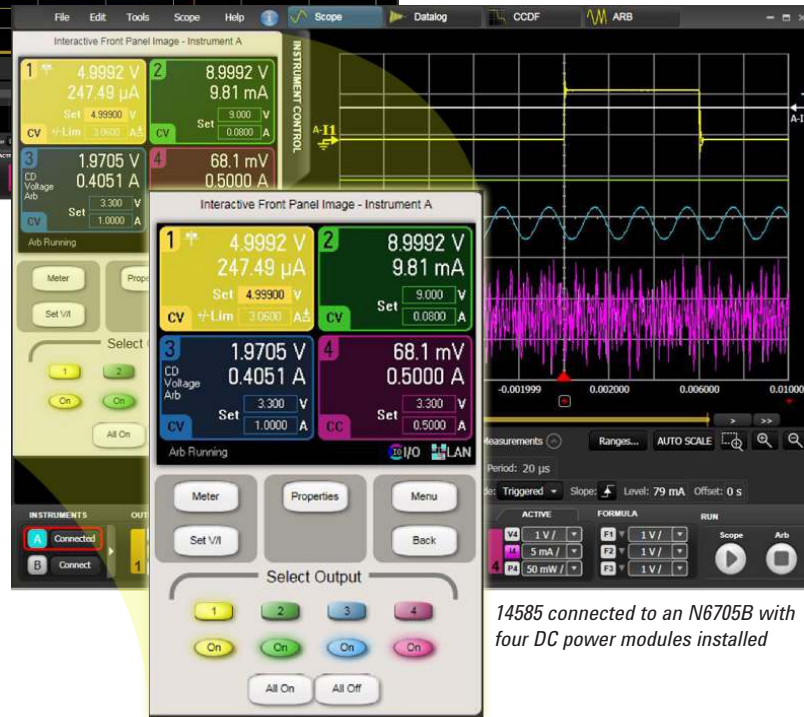 File Edit Tools Scope Help Scope Datalog CCDF ARB
Interactive Front Panel Image - Instrument A
INSTRUMENT CONTROL
1 4.9992 V
247.49 µA
Set 4.99900 V
CV +/-Lim 3.0600 A
2 8.9992 V
9.81 mA
Set 9.000 V
CV 0.0800 A
3 1.9705 V
CD Voltage Arb 0.4051 A
Set 3.300 V
CV 1.0000 A
4 68.1 mV
0.5000 A
Arb Running
Meter
Set V/I
Select
1 2
On On
All On
INSTRUMENTS
A Connected
B Connect
1
A-I1
-0.001999 0.002000 0.006000
Ranges... AUTO SCALE
Period: 20 µs
Triggered Slope: Level: 79 mA Offset: 0 s
ACTIVE FORMULA RUN
V4 1 V / F1 1 V / Scope Arb
I4 5 mA / F2 1 V /
4 P4 50 mW / F3 1 V /
Interactive Front Panel Image - Instrument A
1 4.9992 V
247.49 µA
Set 4.99900 V
CV +/-Lim 3.0600 A
2 8.9992 V
9.81 mA
Set 9.000 V
CV 0.0800 A
3 1.9705 V
CD Voltage Arb 0.4051 A
Set 3.300 V
CV 1.0000 A
4 68.1 mV
0.5000 A
Set 3.300 V
CC 0.5000 A
Arb Running IO I/O LAN
Meter Properties Menu
Set V/I Back
Select Output
1 2 3 4
On On On On
All On All Off
14585 connected to an N6705B with
four DC power modules installed